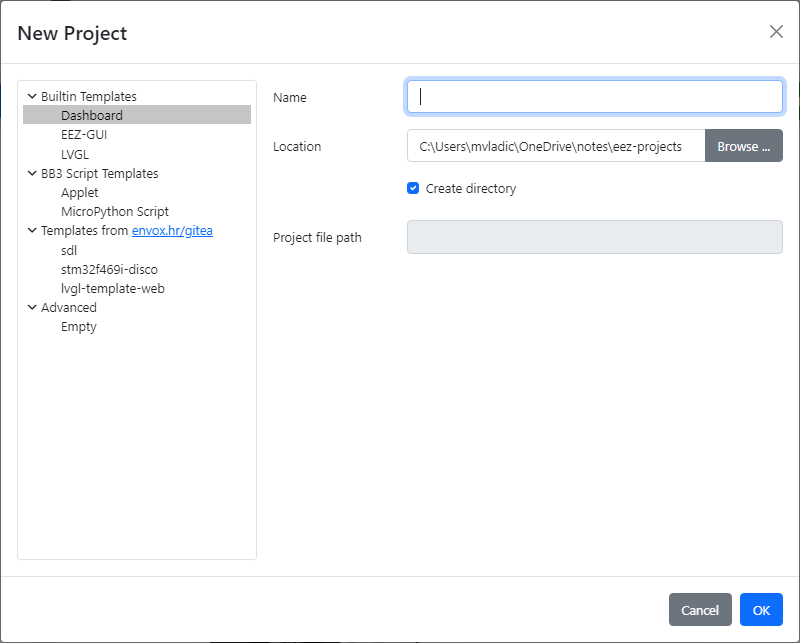 New Project
Builtin Templates
Dashboard
EEZ-GUI
LVGL
BB3 Script Templates
Applet
MicroPython Script
Templates from envox.hr/gitea
sdl
stm32f469i-disco
lvgl-template-web
Advanced
Empty
Name
Location
C:\Users\mvladic\OneDrive\notes\eez-projects
Browse ...
Create directory
Project file path
Cancel
OK